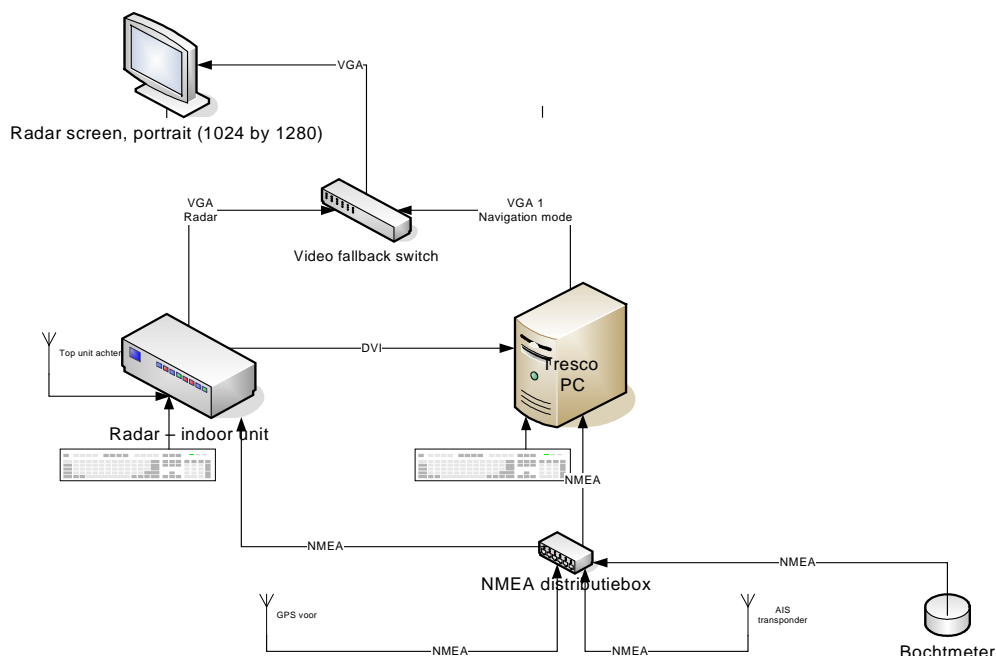 VGA
Radar screen, portrait (1024 by 1280)
VGA
Radar
VGA 1
Navigation mode
Video fallback switch
Top unit achter
DVI
Tresco
PC
Radar – indoor unit
NMEA
NMEA
NMEA
NMEA distributiebox
GPS voor
AIS
transponder
NMEA
NMEA
Bochtmeter